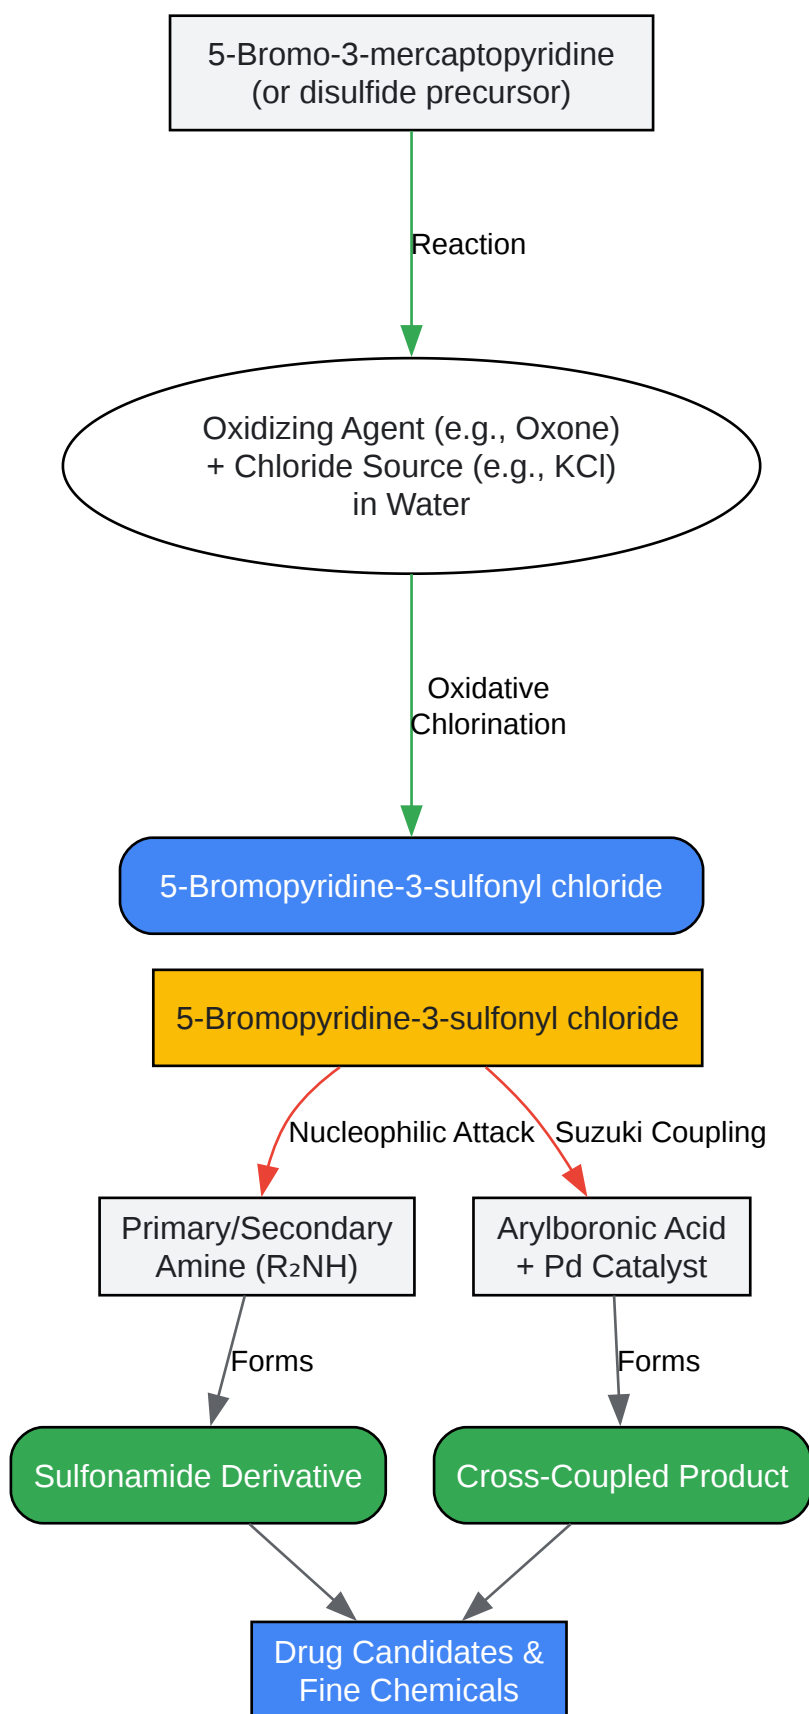 5-Bromo-3-mercaptopyridine
(or disulfide precursor)
Reaction
Oxidizing Agent (e.g., Oxone)
+ Chloride Source (e.g., KCl)
in Water
Oxidative
Chlorination
5-Bromopyridine-3-sulfonyl chloride
5-Bromopyridine-3-sulfonyl chloride
Nucleophilic Attack
Suzuki Coupling
Primary/Secondary
Amine (R₂NH)
Arylboronic Acid
+ Pd Catalyst
Forms
Forms
Sulfonamide Derivative
Cross-Coupled Product
Drug Candidates &
Fine Chemicals